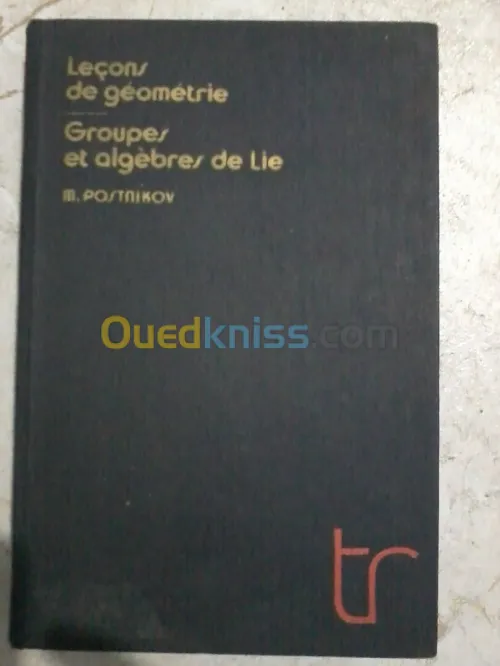 Leçons
de géométrie
Groupes
et algèbres de Lie
M. POSTNIKOV
Ouedkniss.com
tr